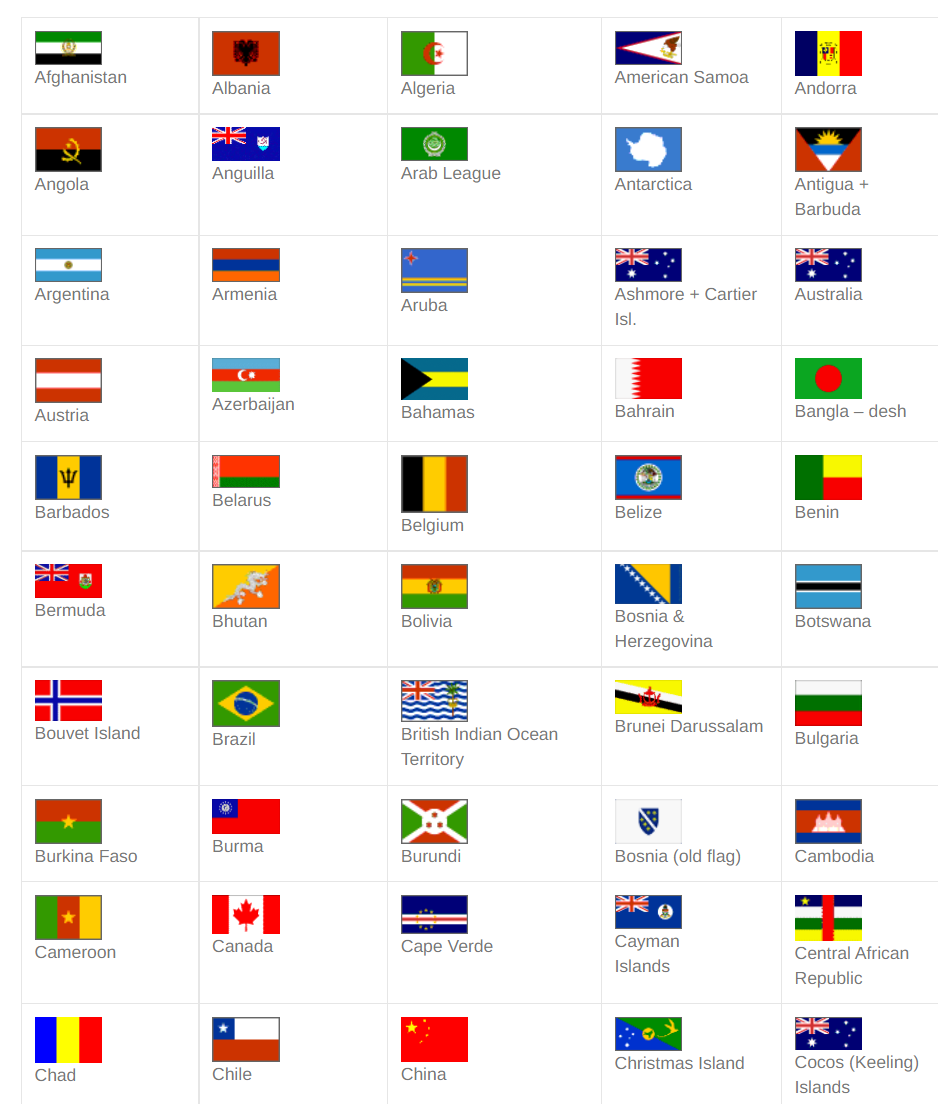 Afghanistan
Albania
Algeria
American Samoa
Andorra
Angola
Anguilla
Arab League
Antarctica
Antigua +
Barbuda
Argentina
Armenia
Aruba
Ashmore + Cartier
Isl.
Australia
Austria
Azerbaijan
Bahamas
Bahrain
Bangla – desh
Barbados
Belarus
Belgium
Belize
Benin
Bermuda
Bhutan
Bolivia
Bosnia &
Herzegovina
Botswana
Bouvet Island
Brazil
British Indian Ocean
Territory
Brunei Darussalam
Bulgaria
Burkina Faso
Burma
Burundi
Bosnia (old flag)
Cambodia
Cameroon
Canada
Cape Verde
Cayman
Islands
Central African
Republic
Chad
Chile
China
Christmas Island
Cocos (Keeling)
Islands